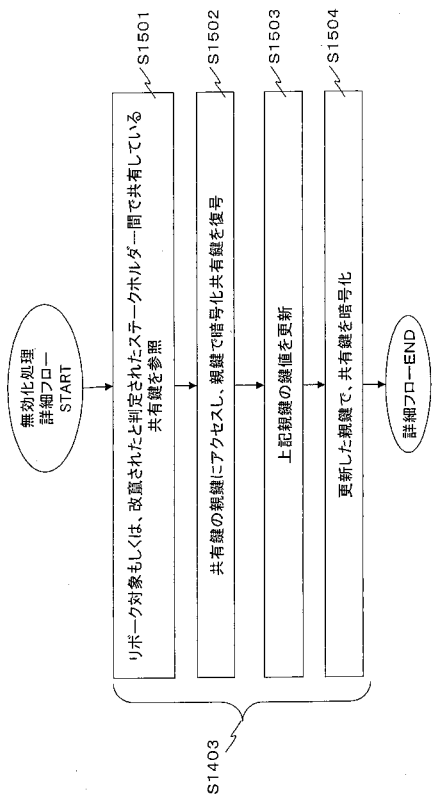 無効化処理
詳細フロー
START
リボーク対象もしくは、改竄されたと判定されたステークホルダー間で共有している
共有鍵を参照
S1501
共有鍵の親鍵にアクセスし、親鍵で暗号化共有鍵を復号
S1502
上記親鍵の鍵値を更新
S1503
更新した親鍵で、共有鍵を暗号化
S1504
詳細フローEND
S1403